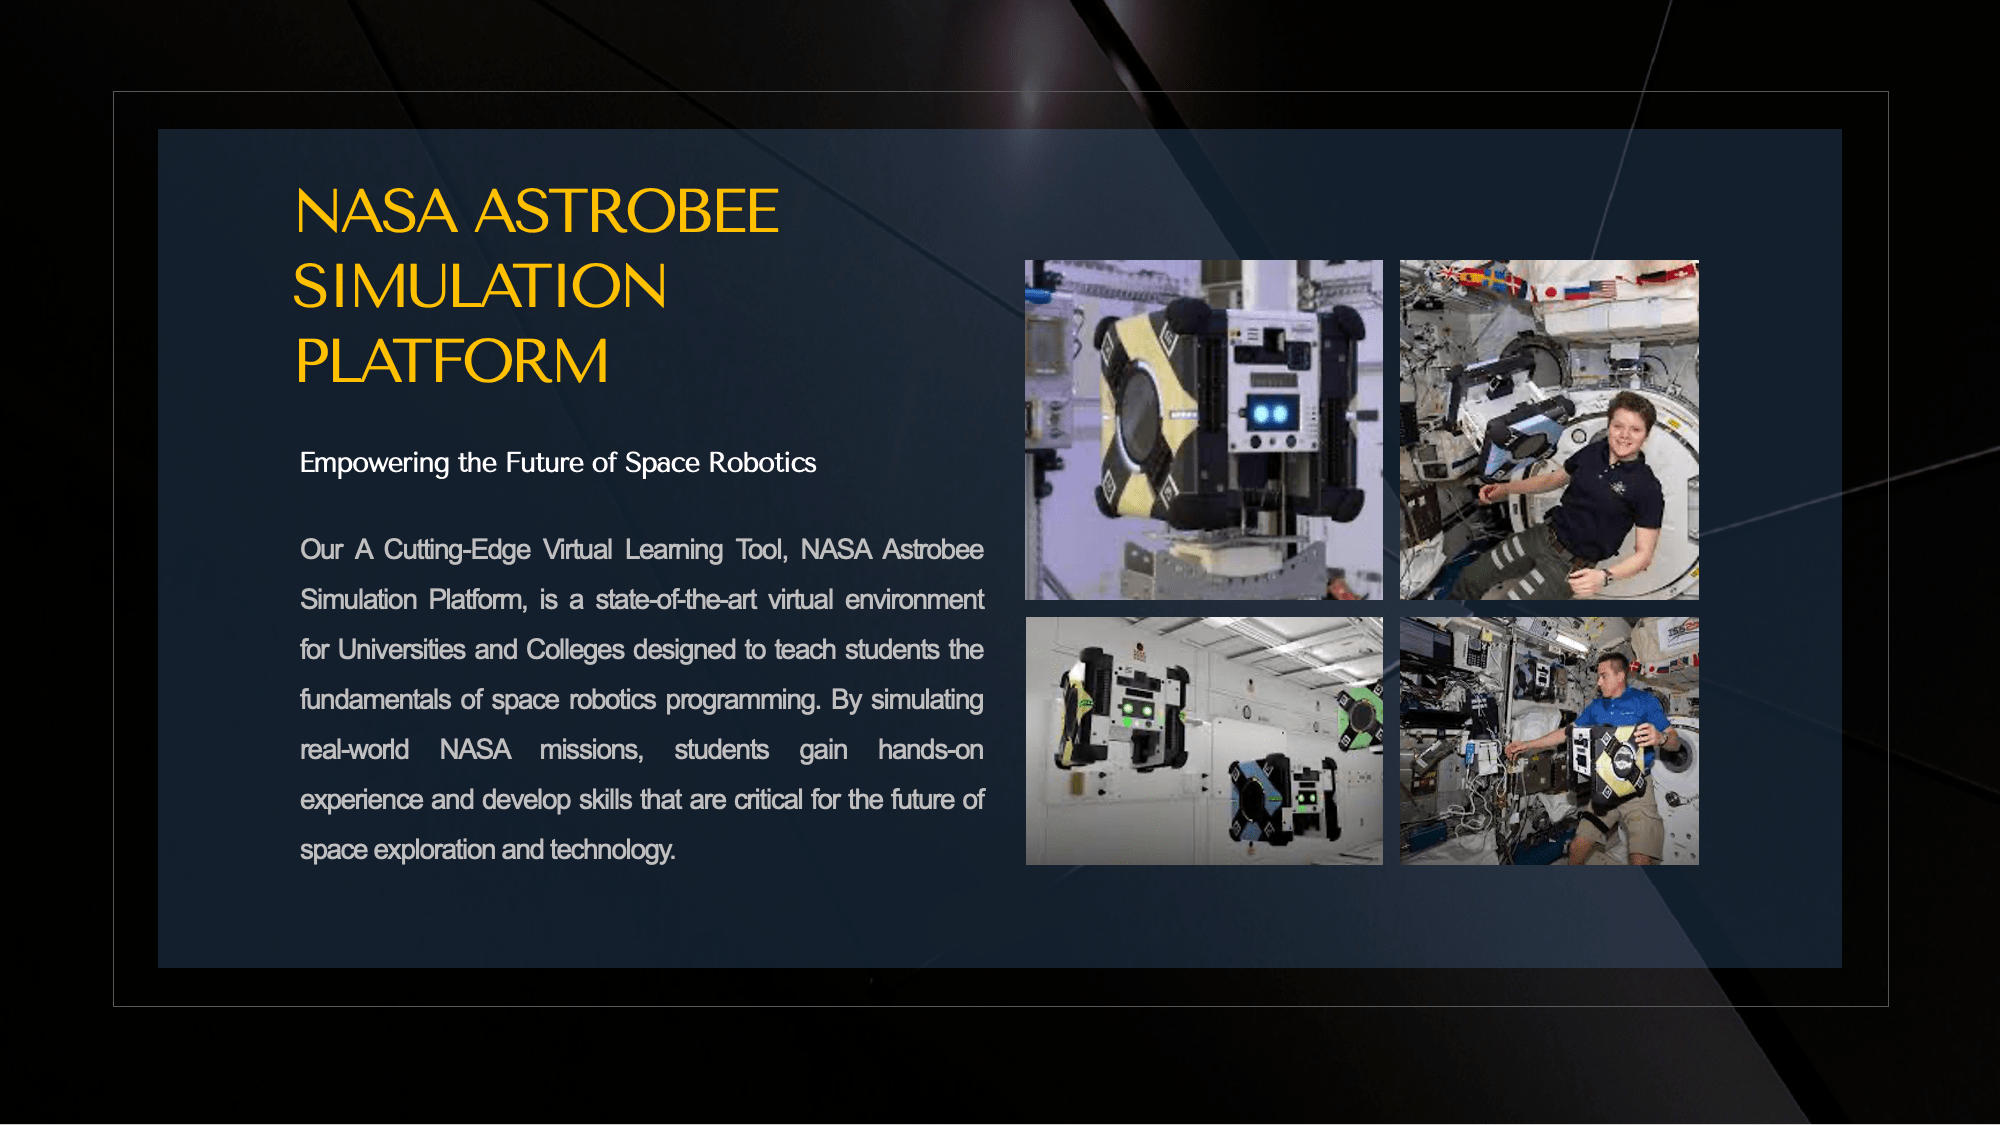 NASA ASTROBEE
SIMULATION
PLATFORM
Empowering the Future of Space Robotics
Our A Cutting-Edge Virtual Learning Tool, NASA Astrobee
Simulation Platform, is a state-of-the-art virtual environment
for Universities and Colleges designed to teach students the
fundamentals of space robotics programming. By simulating
real-world NASA missions, students gain hands-on
experience and develop skills that are critical for the future of
space exploration and technology.